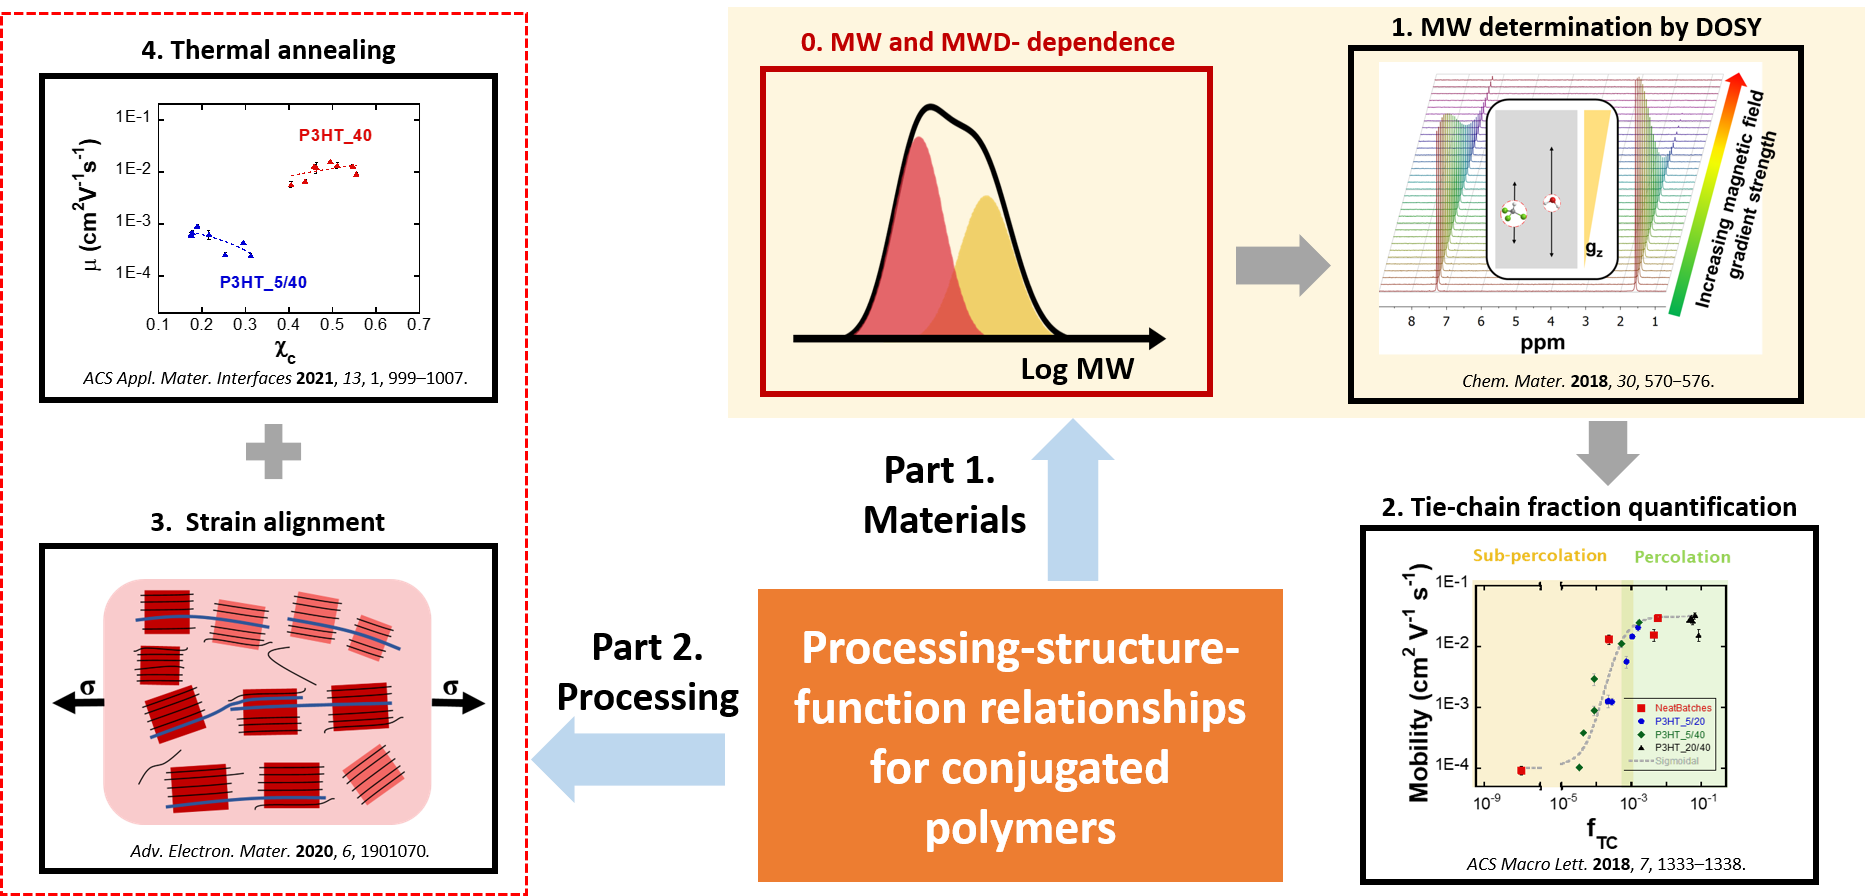 4. Thermal annealing
1E-1
1E-2
1E-3
1E-4
μ (cm²V⁻¹s⁻¹)
P3HT_40
P3HT_5/40
0.1 0.2 0.3 0.4 0.5 0.6 0.7
χc
ACS Appl. Mater. Interfaces 2021, 13, 1, 999–1007.
3. Strain alignment
σ
σ
Adv. Electron. Mater. 2020, 6, 1901070.
0. MW and MWD- dependence
Log MW
1. MW determination by DOSY
gz
Increasing magnetic field
gradient strength
8 7 6 5 4 3 2 1
ppm
Chem. Mater. 2018, 30, 570–576.
Part 1.
Materials
2. Tie-chain fraction quantification
Sub-percolation
Percolation
Mobility (cm² V⁻¹ s⁻¹)
1E-1
1E-2
1E-3
1E-4
NeatBatches
P3HT_5/20
P3HT_5/40
P3HT_20/40
Sigmoidal
10⁻⁹ 10⁻⁵ 10⁻³ 10⁻¹
fTC
ACS Macro Lett. 2018, 7, 1333–1338.
Part 2.
Processing
Processing-structure-
function relationships
for conjugated
polymers